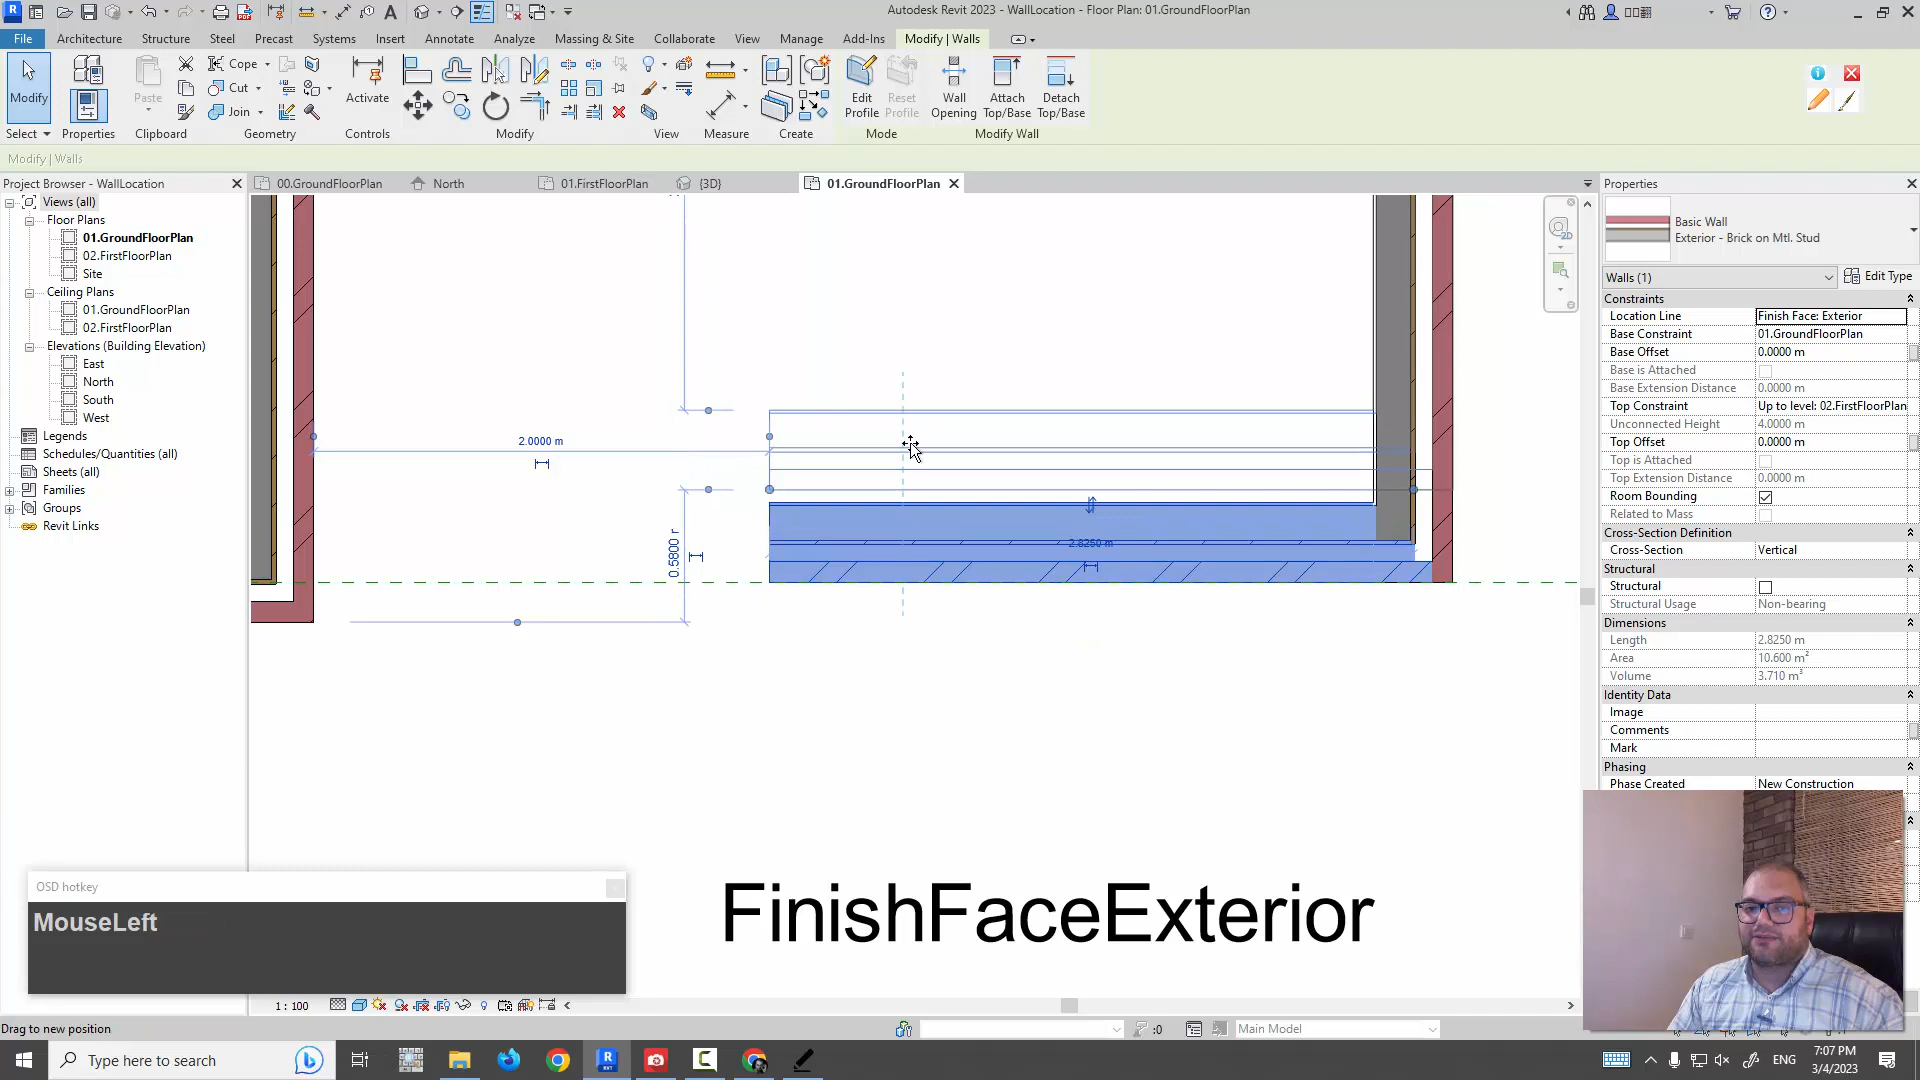 Autodesk Revit 2023 - WallLocation - Floor Plan: 01.GroundFloorPlan
File
Architecture
Structure
Steel
Precast
Systems
Insert
Annotate
Analyze
Massing & Site
Collaborate
View
Manage
Add-Ins
Modify | Walls
Modify
Paste
Cope
Cut
Join
Activate
Edit
Profile
Reset
Profile
Wall
Opening
Attach
Top/Base
Detach
Top/Base
Select
Properties
Clipboard
Geometry
Controls
Modify
View
Measure
Create
Mode
Modify Wall
Modify | Walls
Project Browser - WallLocation
Views (all)
Floor Plans
01.GroundFloorPlan
02.FirstFloorPlan
Site
Ceiling Plans
01.GroundFloorPlan
02.FirstFloorPlan
Elevations (Building Elevation)
East
North
South
West
Legends
Schedules/Quantities (all)
Sheets (all)
Families
Groups
Revit Links
00.GroundFloorPlan
North
01.FirstFloorPlan
{3D}
01.GroundFloorPlan
2D
2.0000 m
0.5800 r
2.8250 m
FinishFaceExterior
Properties
Basic Wall
Exterior - Brick on Mtl. Stud
Walls (1)
Edit Type
Constraints
Location Line
Finish Face: Exterior
Base Constraint
01.GroundFloorPlan
Base Offset
0.0000 m
Base is Attached
Base Extension Distance
0.0000 m
Top Constraint
Up to level: 02.FirstFloorPlan
Unconnected Height
4.0000 m
Top Offset
0.0000 m
Top is Attached
Top Extension Distance
0.0000 m
Room Bounding
Related to Mass
Cross-Section Definition
Cross-Section
Vertical
Structural
Structural
Structural Usage
Non-bearing
Dimensions
Length
2.8250 m
Area
10.600 m²
Volume
3.710 m³
Identity Data
Image
Comments
Mark
Phasing
Phase Created
New Construction
OSD hotkey
MouseLeft
1 : 100
Drag to new position
:0
Main Model
Type here to search
ENG
7:07 PM
3/4/2023